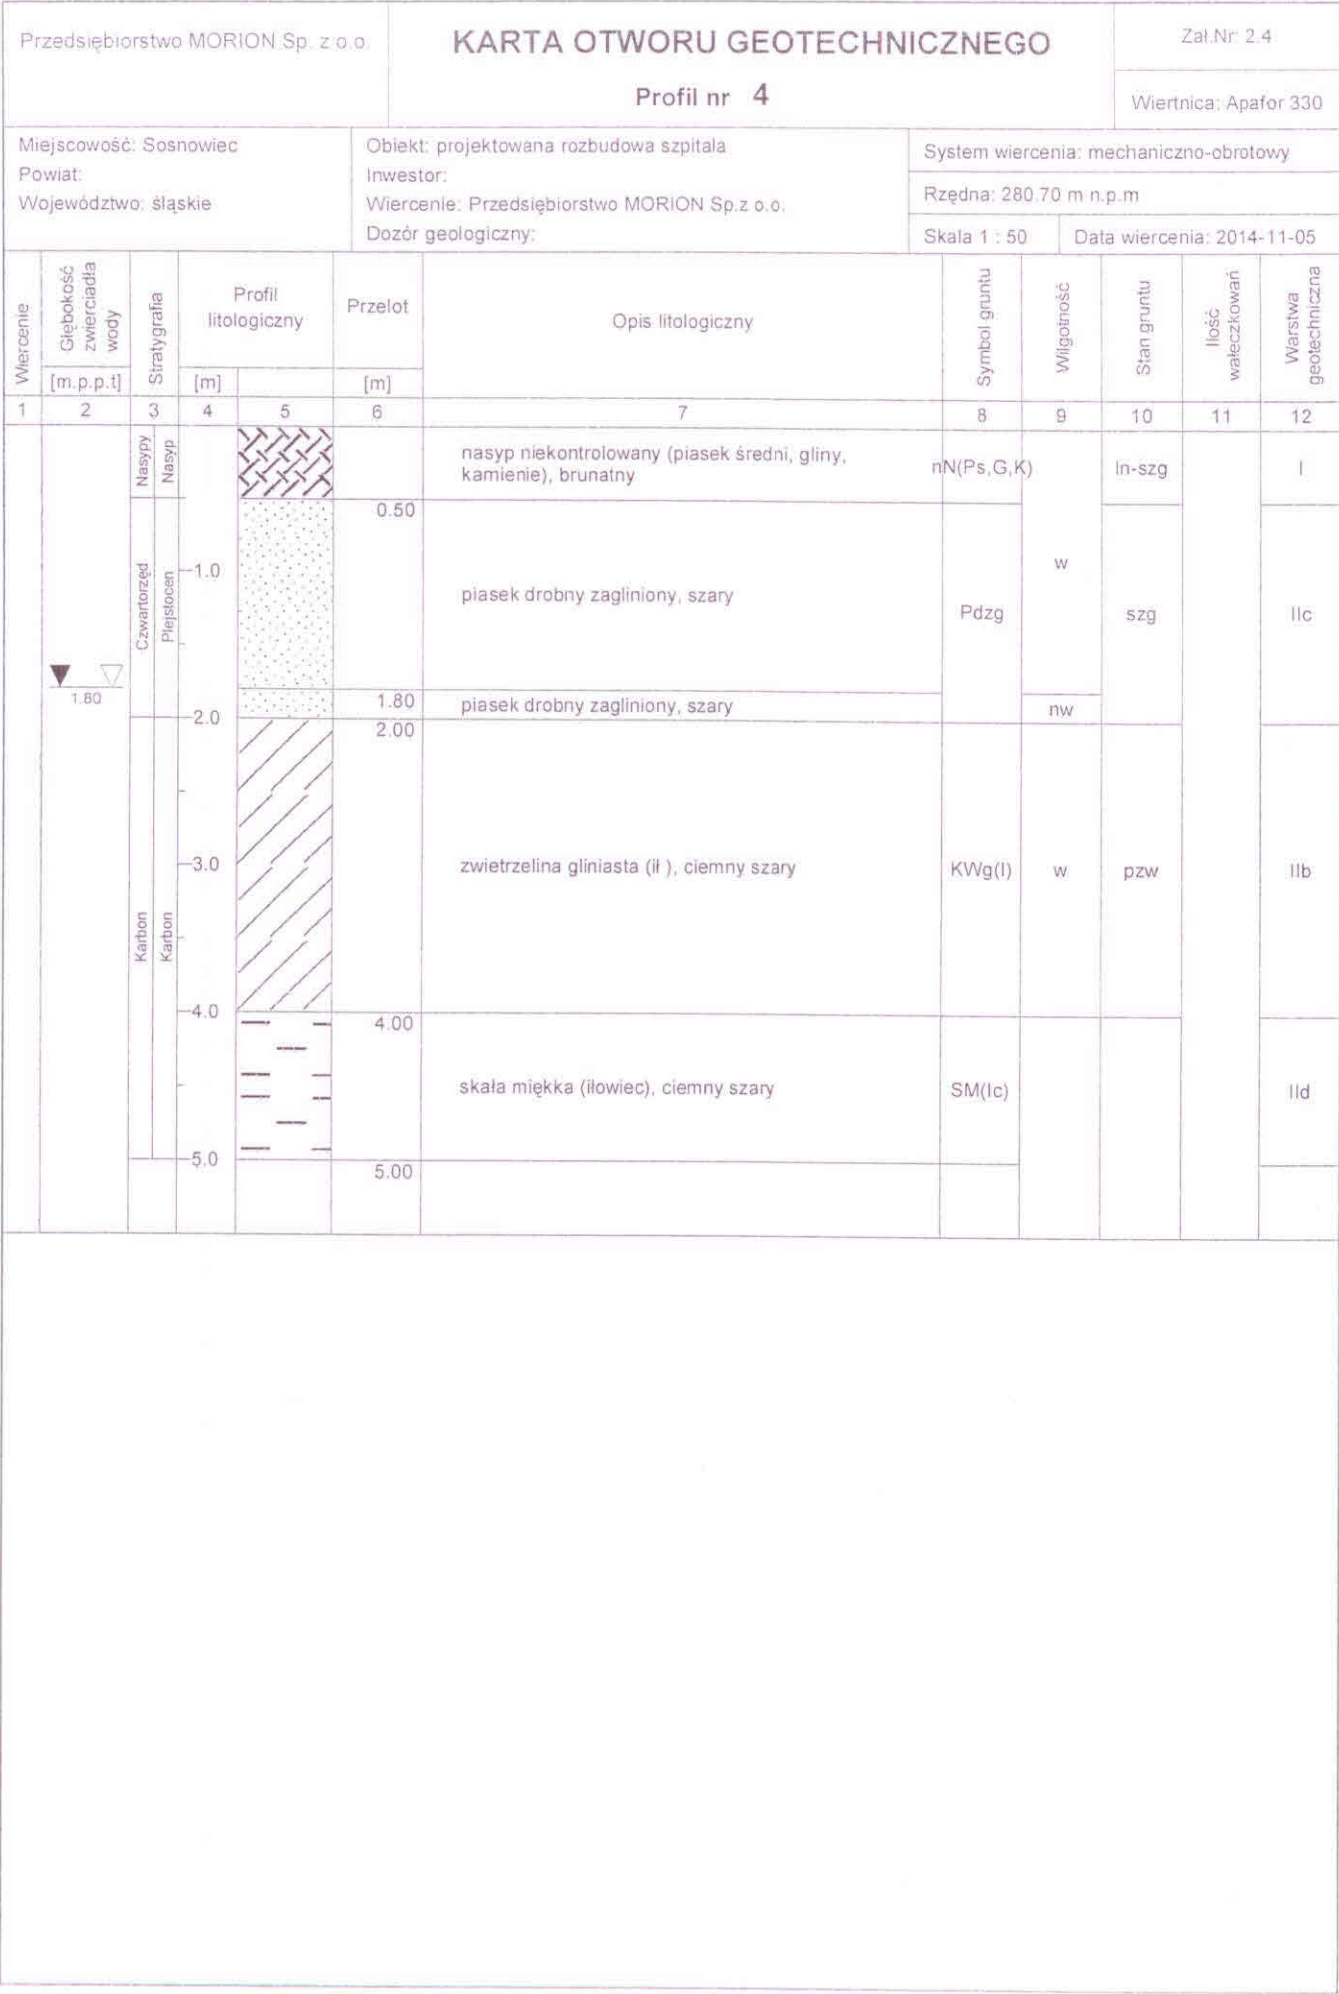 Przedsiębiorstwo MORION Sp. z o.o.
KARTA OTWORU GEOTECHNICZNEGO
Profil nr 4
Zał.Nr: 2.4
Wiertnica: Apafor 330
Miejscowość: Sosnowiec
Powiat:
Województwo: śląskie
Obiekt: projektowana rozbudowa szpitala
Inwestor:
Wiercenie: Przedsiębiorstwo MORION Sp.z o.o.
Dozór geologiczny:
System wiercenia: mechaniczno-obrotowy
Rzędna: 280.70 m n.p.m
Skala 1 : 50
Data wiercenia: 2014-11-05
Wiercenie
Głębokość
zwierciadła
wody
[m.p.p.t]
Stratygrafia
Profil
litologiczny
[m]
Przelot
[m]
Opis litologiczny
Symbol gruntu
Wilgotność
Stan gruntu
Ilość
wałeczkowań
Warstwa
geotechniczna
1 2 3 4 5 6 7 8 9 10 11 12
Nasypy
Nasyp
nasyp niekontrolowany (piasek średni, gliny,
kamienie), brunatny
nN(Ps,G,K)
ln-szg
I
0.50
Czwartorzęd
Plejstocen
1.0
piasek drobny zagliniony, szary
Pdzg
w
szg
IIc
1.80
1.80
piasek drobny zagliniony, szary
nw
2.0
2.00
Karbon
Karbon
3.0
zwietrzelina gliniasta (ił ), ciemny szary
KWg(I)
w
pzw
IIb
4.0
4.00
skała miękka (iłowiec), ciemny szary
SM(Ic)
IId
5.0
5.00